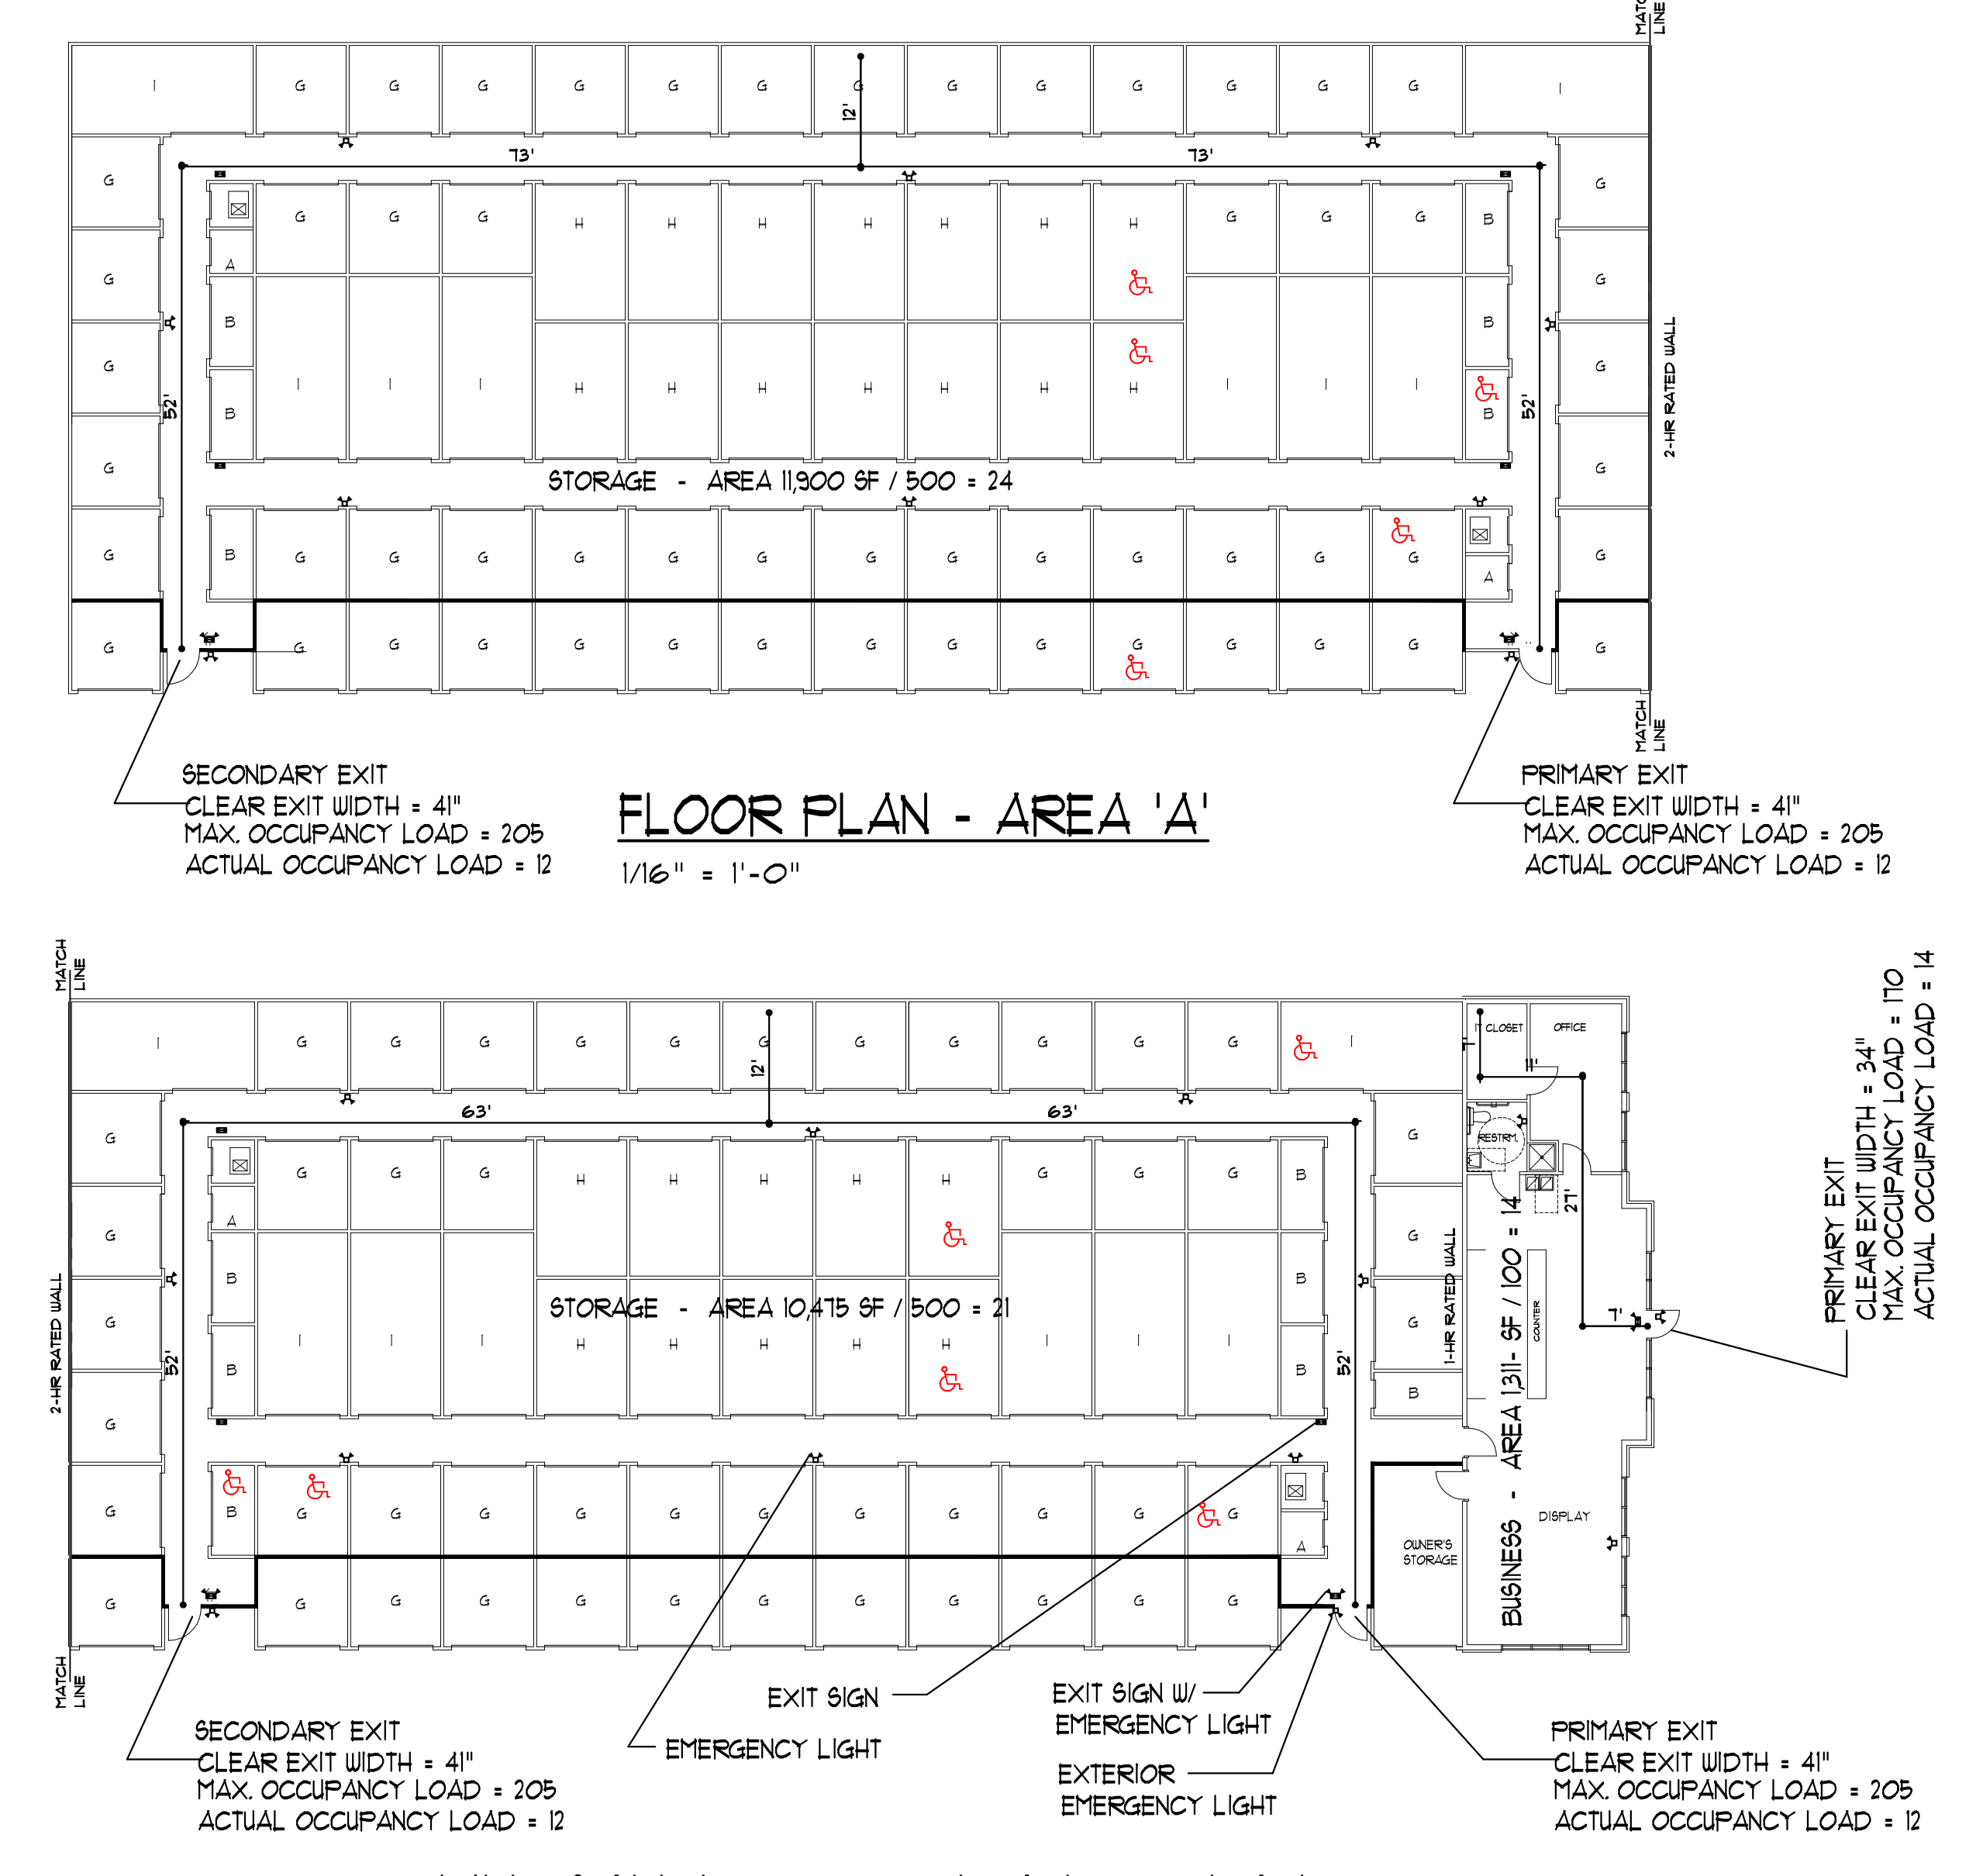 MATCH
LINE
I G G G G G G G G G G G G G I
12'
73' 73'
G G
G G G H H H H H H H G G G B
A
G G
B B
G I I I H H H H H H H I I I G
B B
52' 52'
2-HR RATED WALL
G G
STORAGE - AREA 11,900 SF / 500 = 24
G B G G G G G G G G G G G G G G
A
G G G G G G G G G G G G G G G
MATCH
LINE
SECONDARY EXIT
CLEAR EXIT WIDTH = 41"
MAX. OCCUPANCY LOAD = 205
ACTUAL OCCUPANCY LOAD = 12
FLOOR PLAN - AREA 'A'
1/16" = 1'-0"
PRIMARY EXIT
CLEAR EXIT WIDTH = 41"
MAX. OCCUPANCY LOAD = 205
ACTUAL OCCUPANCY LOAD = 12
MATCH
LINE
IT CLOSET OFFICE
I G G G G G G G G G G G I
12'
11'
63' 63'
G G
RESTRM.
G G G H H H H H G G G B
A
27'
G G
B B
2-HR RATED WALL
1-HR RATED WALL
STORAGE - AREA 10,475 SF / 500 = 21
COUNTER
7'
G G
I I I H H H H H I I I
B B
B
52' 52'
G
BUSINESS - AREA 1,311- SF / 100 = 14
PRIMARY EXIT
CLEAR EXIT WIDTH = 34"
MAX. OCCUPANCY LOAD = 170
ACTUAL OCCUPANCY LOAD = 14
G B G G G G G G G G G G G
DISPLAY
A
OWNER'S
STORAGE
G G G G G G G G G G G G
MATCH
LINE
EXIT SIGN
EMERGENCY LIGHT
EXIT SIGN W/
EMERGENCY LIGHT
EXTERIOR
EMERGENCY LIGHT
SECONDARY EXIT
CLEAR EXIT WIDTH = 41"
MAX. OCCUPANCY LOAD = 205
ACTUAL OCCUPANCY LOAD = 12
PRIMARY EXIT
CLEAR EXIT WIDTH = 41"
MAX. OCCUPANCY LOAD = 205
ACTUAL OCCUPANCY LOAD = 12